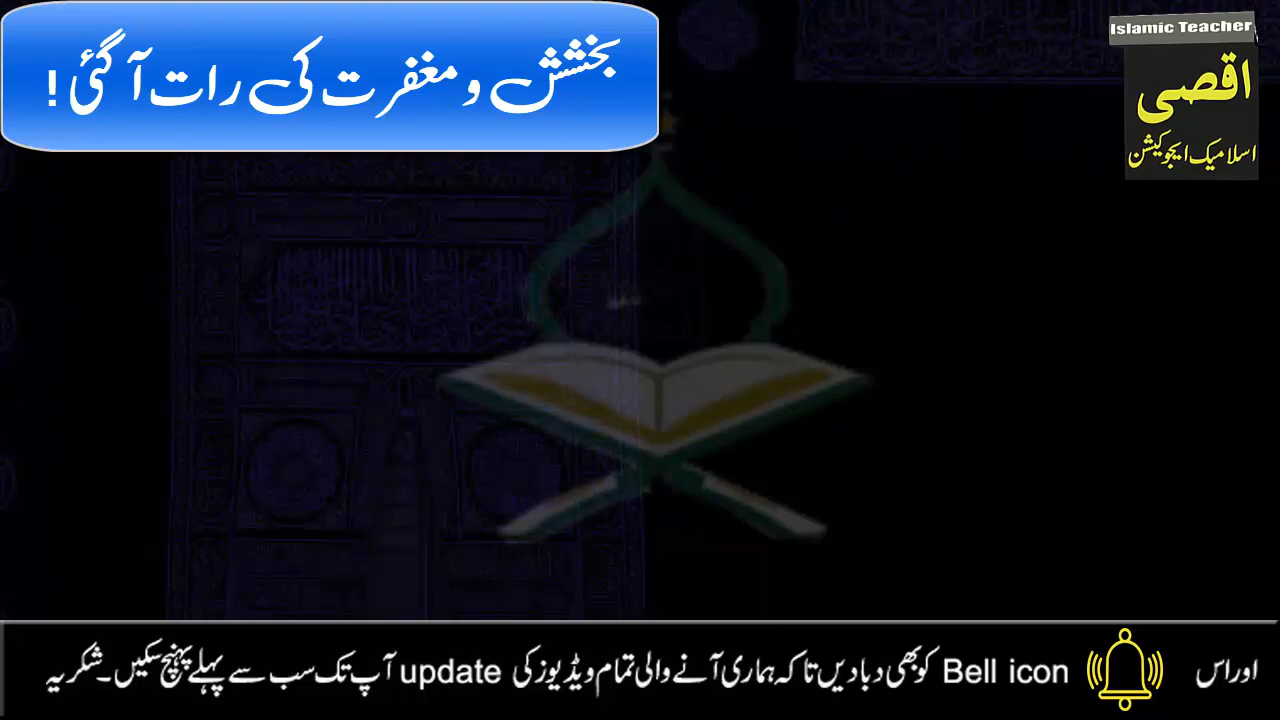 بخشش و مغفرت کی رات آ گئی !
Islamic Teacher
اقصی
اسلامیک ایجوکیشن
اور اس Bell icon کو بھی دبا دیں تا کہ ہماری آنے والی تمام ویڈیوز کی update آپ تک سب سے پہلے پہنچ سکیں۔ شکریہ